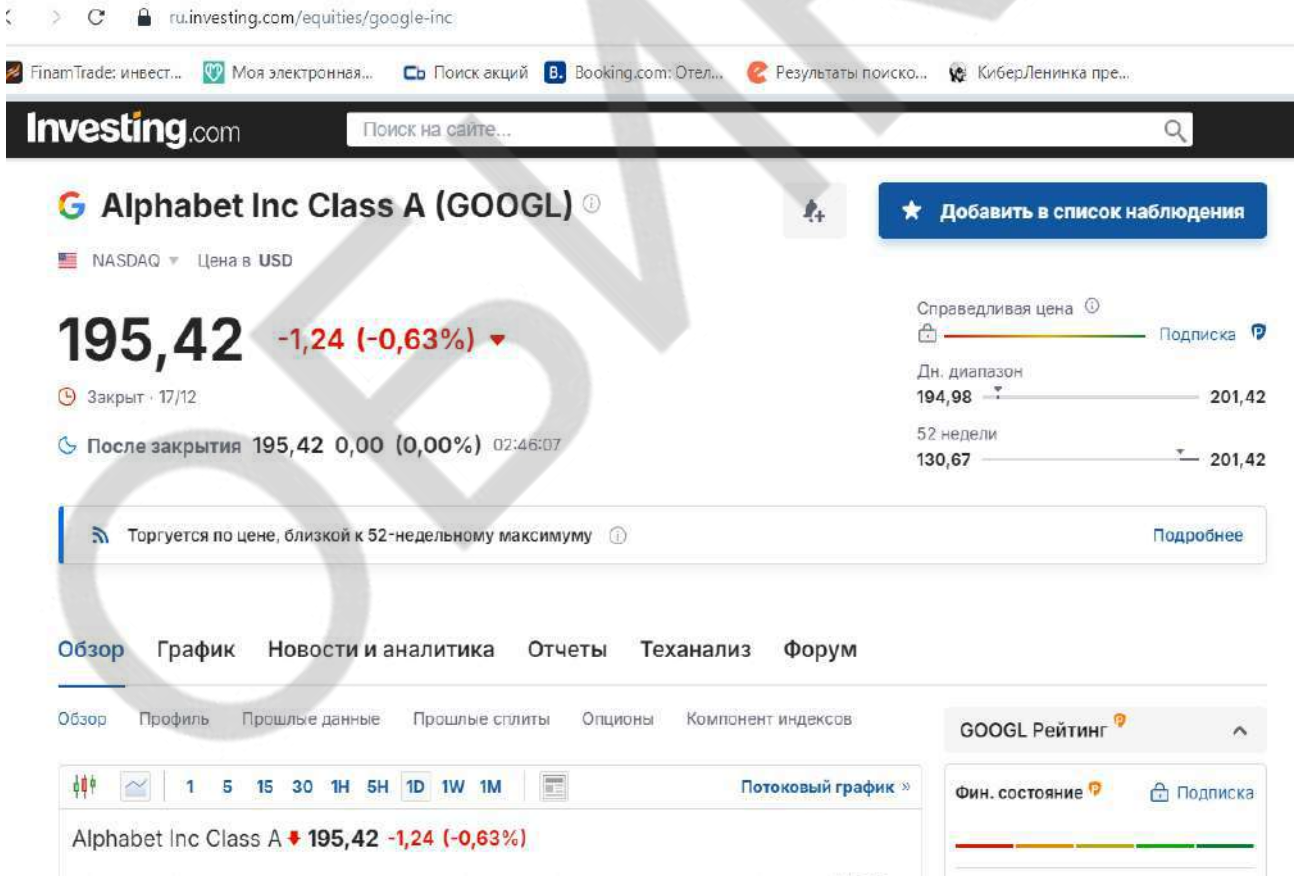 ru.investing.com/equities/google-inc
FinamTrade: инвест... Моя электронная... Сь Поиск акций B. Booking.com: Отел... Результаты поиско... КиберЛенинка пре...
Investing.com Поиск на сайте...
Alphabet Inc Class A (GOOGL)
Добавить в список наблюдения
NASDAQ Цена в USD
195,42 -1,24 (-0,63%)
Закрыт · 17/12
После закрытия 195,42 0,00 (0,00%) 02:46:07
Справедливая цена
Подписка
Дн. диапазон
194,98 201,42
52 недели
130,67 201,42
Торгуется по цене, близкой к 52-недельному максимуму Подробнее
Обзор График Новости и аналитика Отчеты Теханализ Форум
Обзор Профиль Прошлые данные Прошлые сплиты Опционы Компонент индексов
GOOGL Рейтинг
1 5 15 30 1H 5H 1D 1W 1M Потоковый график »
Фин. состояние Подписка
Alphabet Inc Class A 195,42 -1,24 (-0,63%)